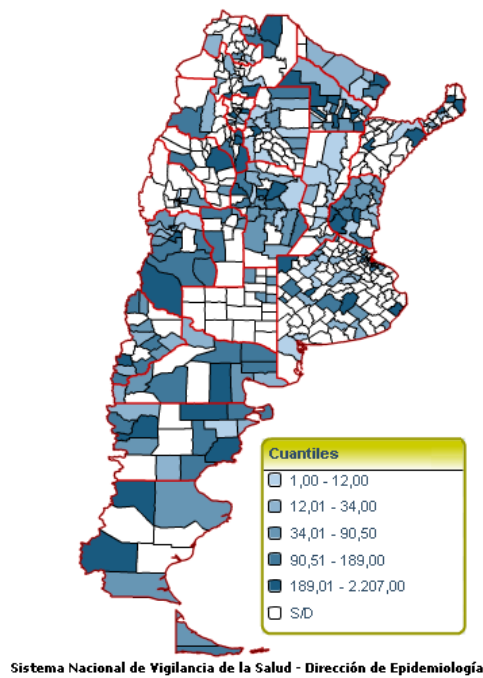 Cuantiles
1,00 - 12,00
12,01 - 34,00
34,01 - 90,50
90,51 - 189,00
189,01 - 2.207,00
S/D
Sistema Nacional de Vigilancia de la Salud - Dirección de Epidemiología